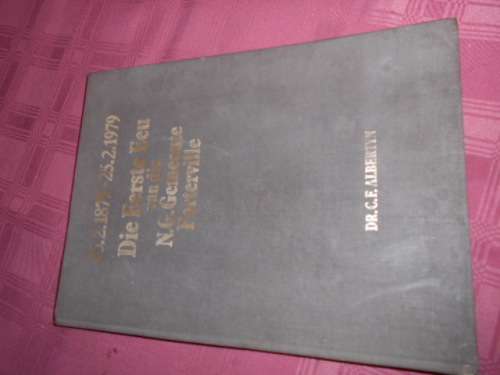 25.2.1979
Die Eerste Eeu
van die
N.G. Gemeente
Porterville
DR. C.F. ALBERTYN